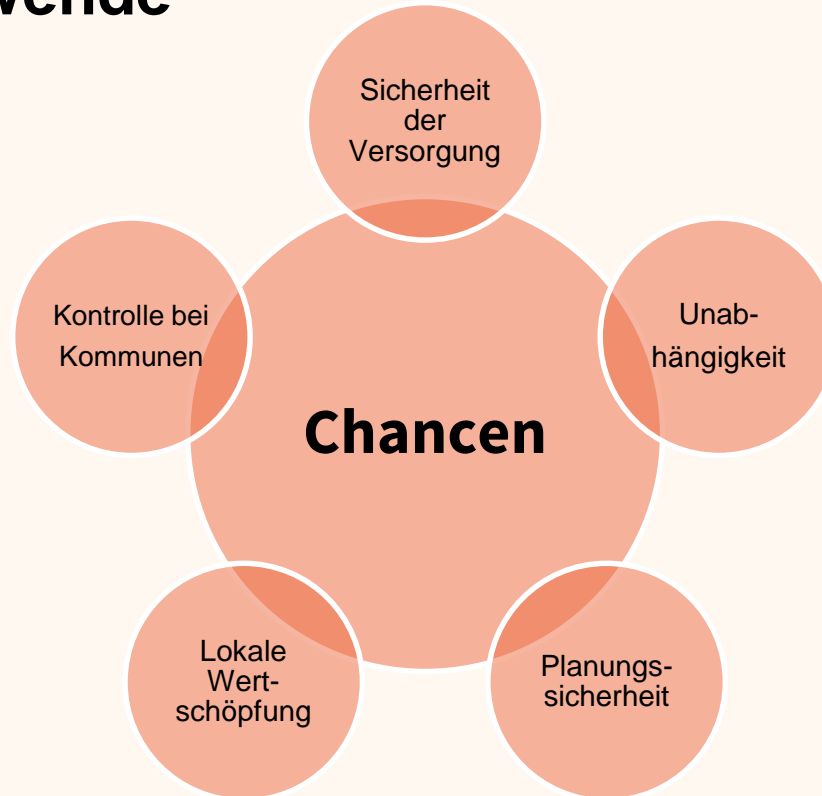 wende
Sicherheit
der
Versorgung
Kontrolle bei
Kommunen
Unab-
hängigkeit
Chancen
Lokale
Wert-
schöpfung
Planungs-
sicherheit